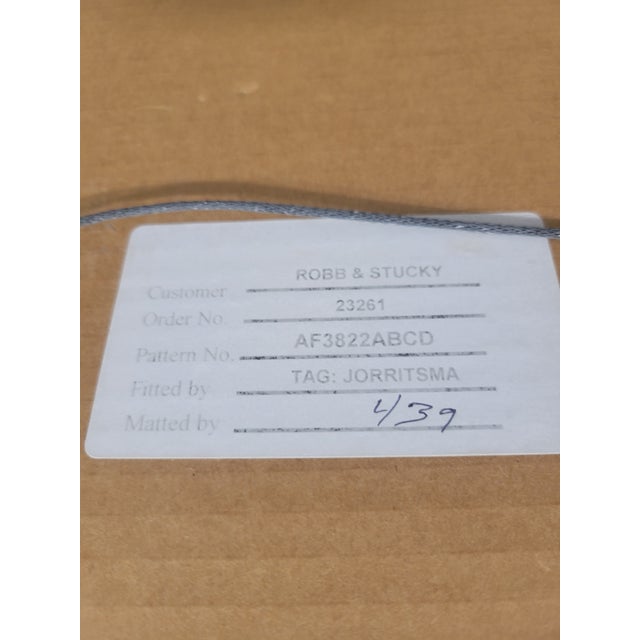 Customer ROBB & STUCKY
Order No. 23261
Pattern No. AF3822ABCD
Fitted by TAG: JORRITSMA
Matted by 439